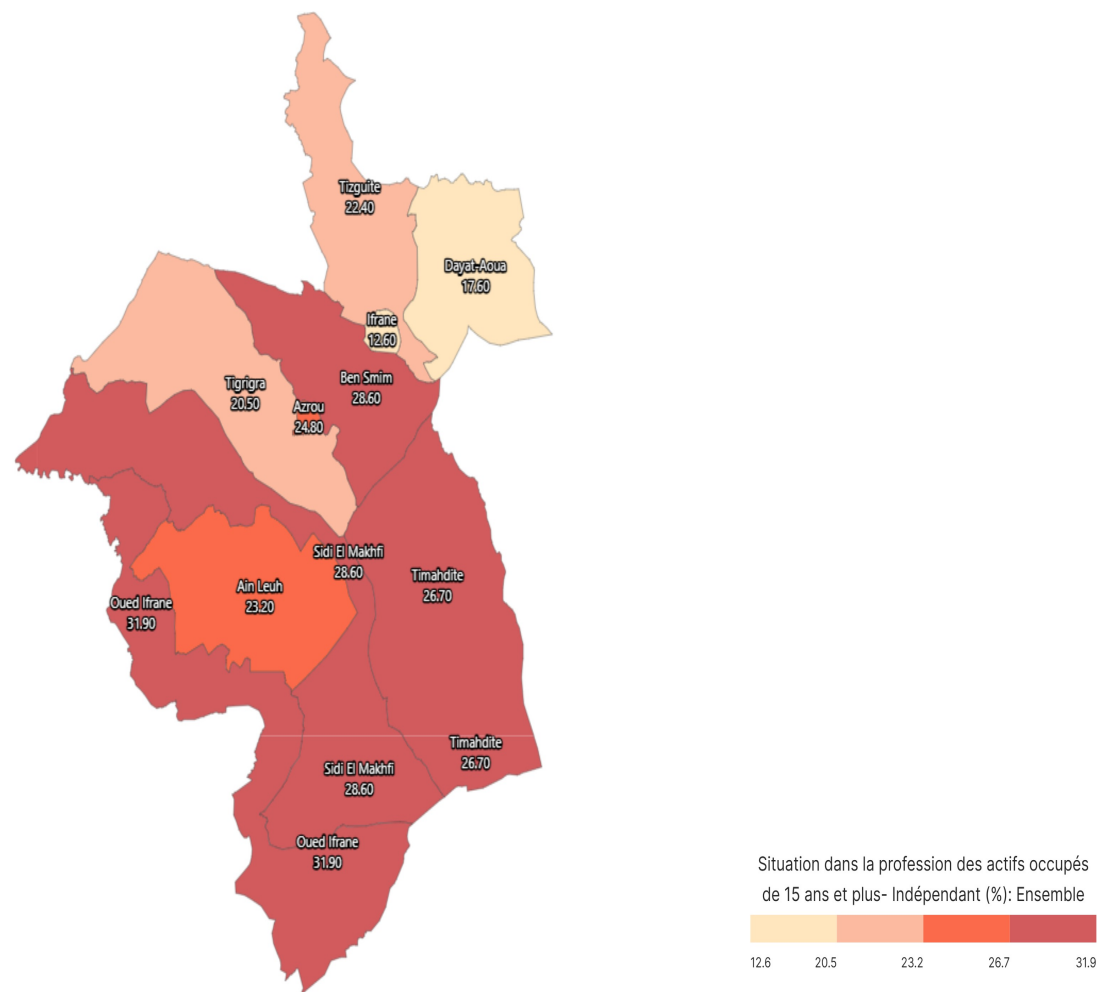 Tizguite
22.40
Dayat-Aoua
17.60
Ifrane
12.60
Ben Smim
28.60
Tigrigra
20.50
Azrou
24.80
Sidi El Makhfi
28.60
Timahdite
26.70
Ain Leuh
23.20
Oued Ifrane
31.90
Timahdite
26.70
Sidi El Makhfi
28.60
Oued Ifrane
31.90
Situation dans la profession des actifs occupés
de 15 ans et plus- Indépendant (%): Ensemble
12.6 20.5 23.2 26.7 31.9